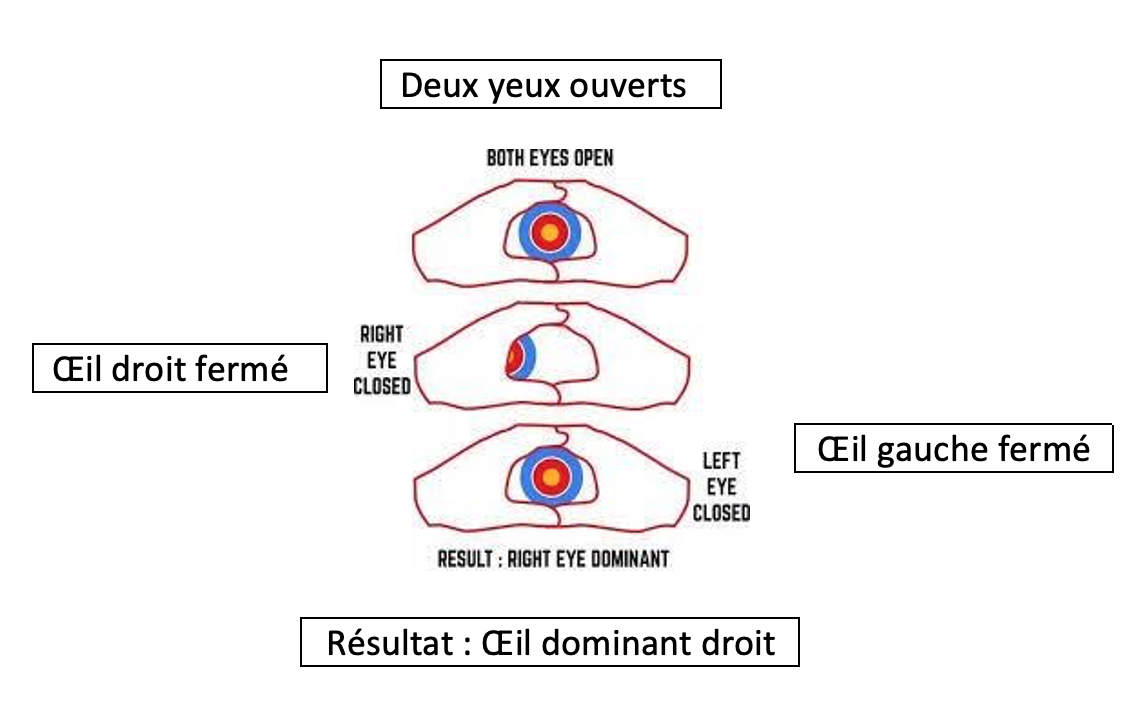 Deux yeux ouverts
BOTH EYES OPEN
RIGHT
EYE
CLOSED
Œil droit fermé
Œil gauche fermé
LEFT
EYE
CLOSED
RESULT : RIGHT EYE DOMINANT
Résultat : Œil dominant droit